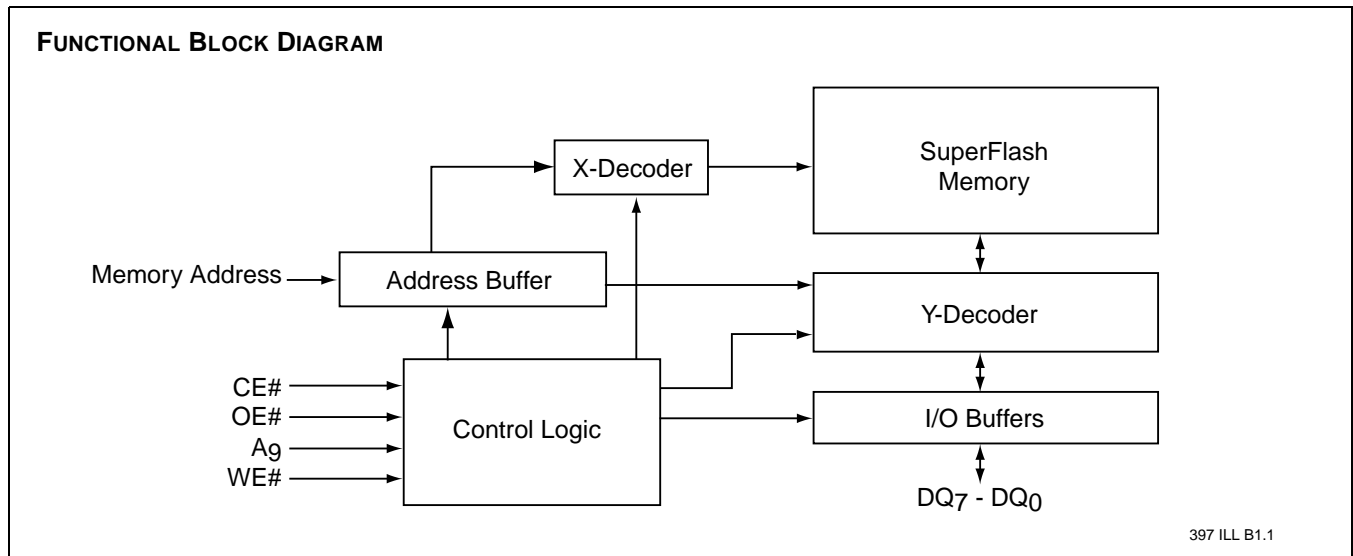 FUNCTIONAL BLOCK DIAGRAM
X-Decoder
SuperFlash
Memory
Memory Address
Address Buffer
Y-Decoder
CE#
OE#
A9
WE#
Control Logic
I/O Buffers
DQ7 - DQ0
397 ILL B1.1